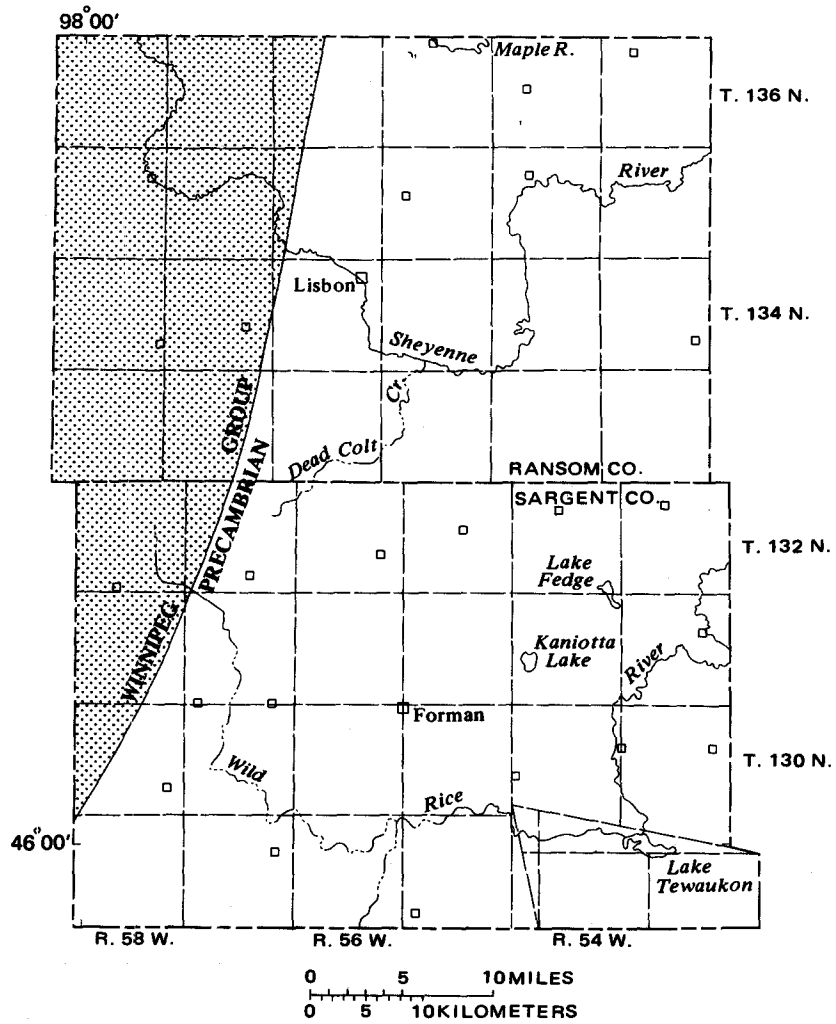 98°00'
Maple R.
T. 136 N.
River
Lisbon
T. 134 N.
Sheyenne
Cr.
GROUP
Dead Colt
PRECAMBRIAN
RANSOM CO.
SARGENT CO.
T. 132 N.
Lake
Fedge
WINNIPEG
Kaniotta
Lake
River
Forman
T. 130 N.
Wild
Rice
46°00'
Lake
Tewaukon
R. 58 W.
R. 56 W.
R. 54 W.
0 5 10 MILES
0 5 10 KILOMETERS